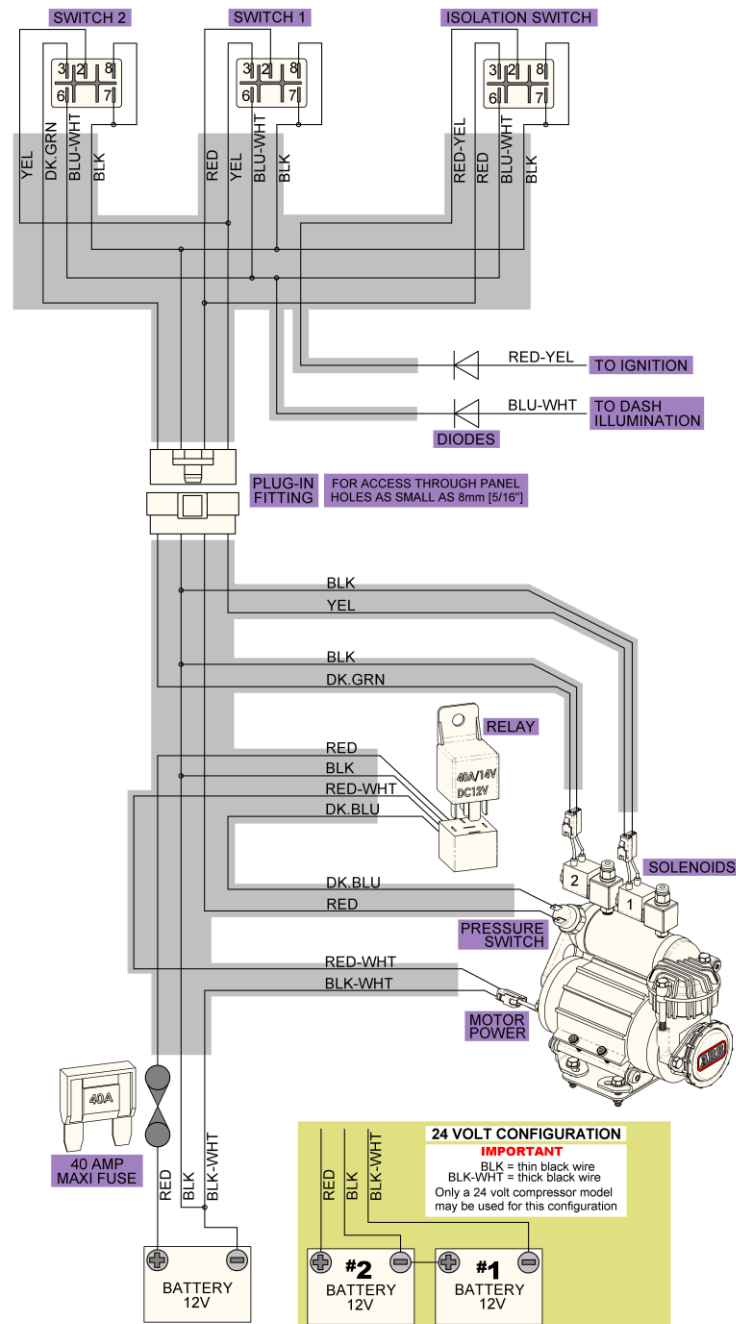 SWITCH 2
SWITCH 1
ISOLATION SWITCH
3 2 8
6 7
3 2 8
6 7
3 2 8
6 7
YEL
DK.GRN
BLU-WHT
BLK
RED
YEL
BLU-WHT
BLK
RED-YEL
RED
BLU-WHT
BLK
RED-YEL
TO IGNITION
BLU-WHT
TO DASH
ILLUMINATION
DIODES
PLUG-IN
FITTING
FOR ACCESS THROUGH PANEL
HOLES AS SMALL AS 8mm [5/16"]
BLK
YEL
BLK
DK.GRN
RELAY
RED
BLK
RED-WHT
DK.BLU
40A/14V
DC12V
SOLENOIDS
2
1
DK.BLU
RED
PRESSURE
SWITCH
RED-WHT
BLK-WHT
MOTOR
POWER
ARB
40A
40 AMP
MAXI FUSE
RED
BLK
BLK-WHT
BATTERY
12V
24 VOLT CONFIGURATION
IMPORTANT
BLK = thin black wire
BLK-WHT = thick black wire
Only a 24 volt compressor model
may be used for this configuration
RED
BLK
BLK-WHT
#2
BATTERY
12V
#1
BATTERY
12V